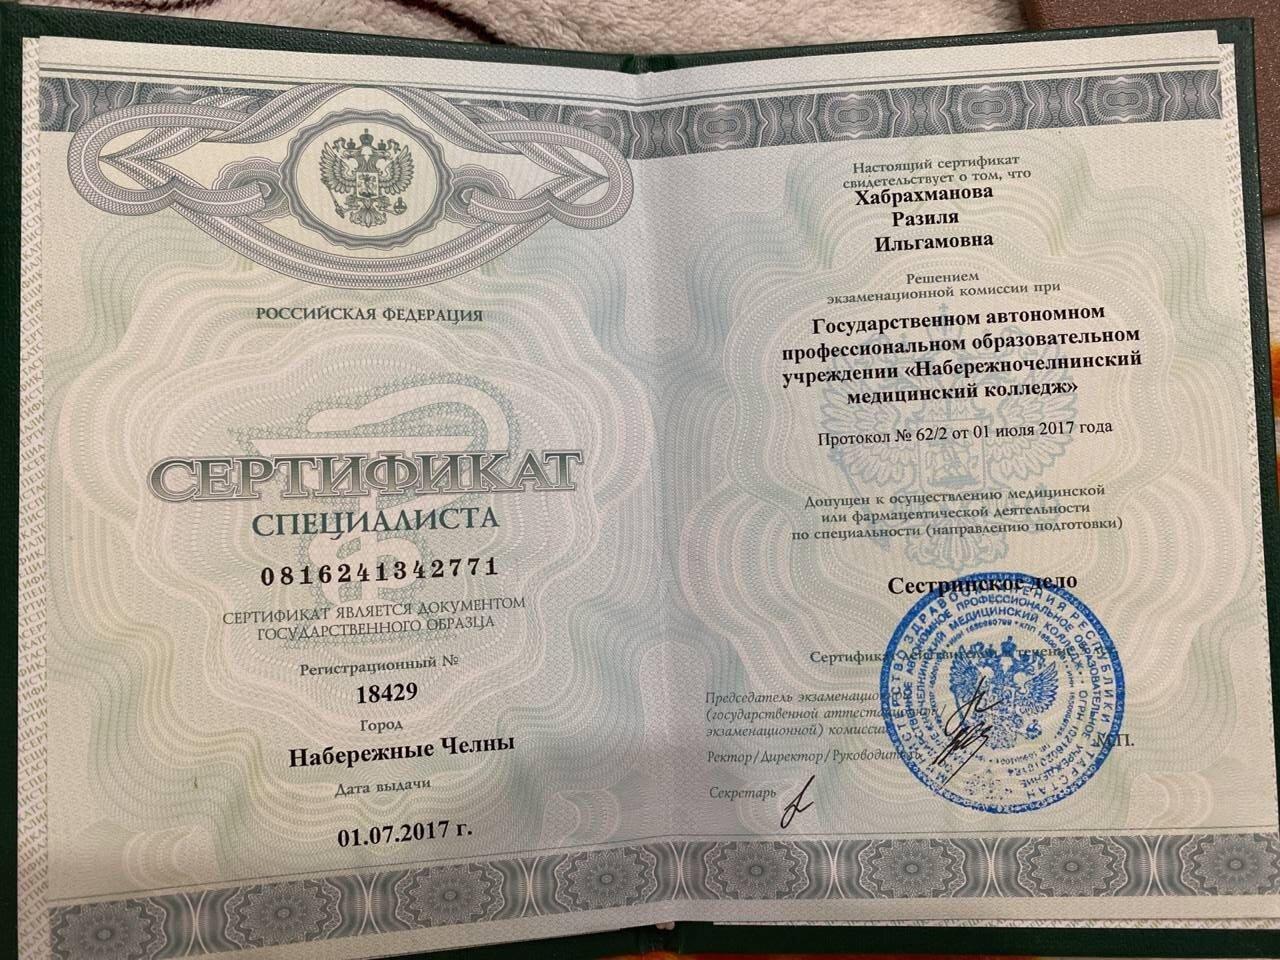 РОССИЙСКАЯ ФЕДЕРАЦИЯ
СЕРТИФИКАТ
СПЕЦИАЛИСТА
0816241342771
СЕРТИФИКАТ ЯВЛЯЕТСЯ ДОКУМЕНТОМ
ГОСУДАРСТВЕННОГО ОБРАЗЦА
Регистрационный №
18429
Город
Набережные Челны
Дата выдачи
01.07.2017 г.
Настоящий сертификат
свидетельствует о том, что
Хабрахманова
Разиля
Ильгамовна
Решением
экзаменационной комиссии при
Государственном автономном
профессиональном образовательном
учреждении «Набережночелнинский
медицинский колледж»
Протокол № 62/2 от 01 июля 2017 года
Допущен к осуществлению медицинской
или фармацевтической деятельности
по специальности (направлению подготовки)
Сестринское дело
Сертификат действителен в течение
Председатель экзаменационной
(государственной аттестационной/
экзаменационной) комиссии
Ректор/Директор/Руководитель
Секретарь
М.П.